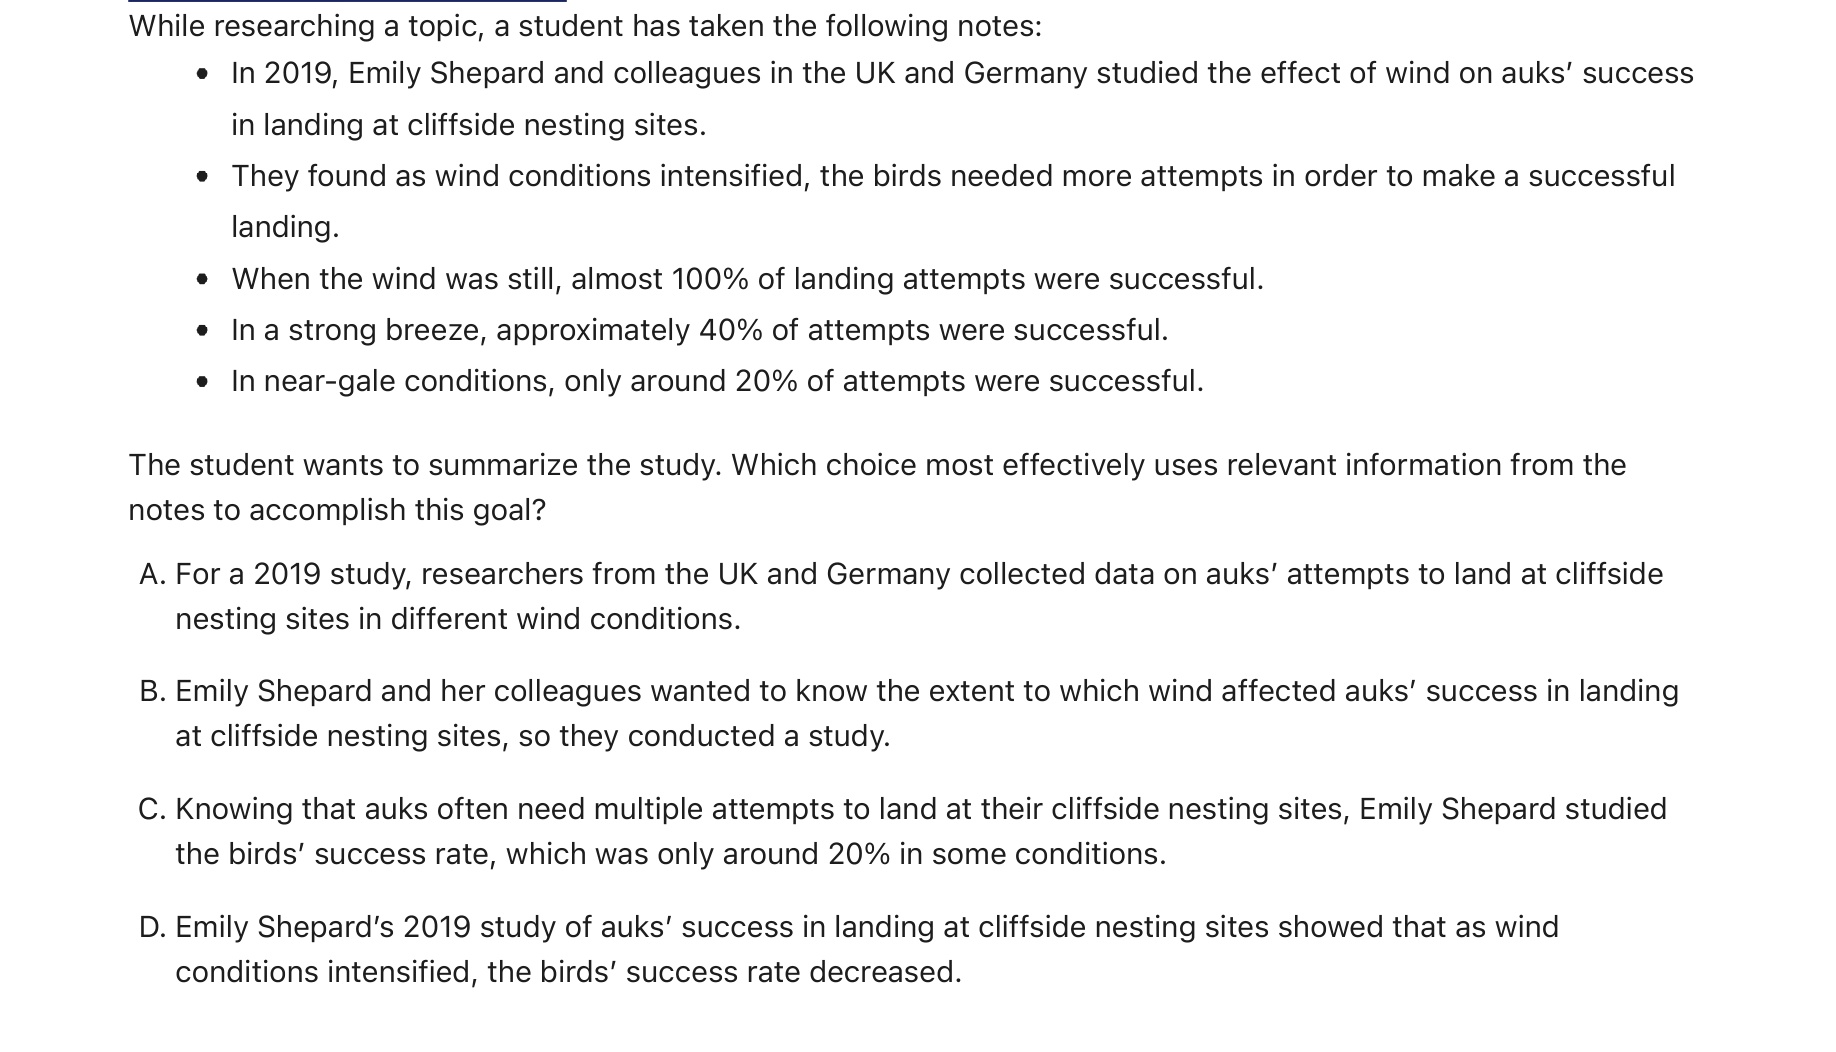 While researching a topic, a student has taken the following notes:
• In 2019, Emily Shepard and colleagues in the UK and Germany studied the effect of wind on auks’ success
in landing at cliffside nesting sites.
• They found as wind conditions intensified, the birds needed more attempts in order to make a successful
landing.
• When the wind was still, almost 100% of landing attempts were successful.
• In a strong breeze, approximately 40% of attempts were successful.
• In near-gale conditions, only around 20% of attempts were successful.
The student wants to summarize the study. Which choice most effectively uses relevant information from the
notes to accomplish this goal?
A. For a 2019 study, researchers from the UK and Germany collected data on auks’ attempts to land at cliffside
nesting sites in different wind conditions.
B. Emily Shepard and her colleagues wanted to know the extent to which wind affected auks’ success in landing
at cliffside nesting sites, so they conducted a study.
C. Knowing that auks often need multiple attempts to land at their cliffside nesting sites, Emily Shepard studied
the birds’ success rate, which was only around 20% in some conditions.
D. Emily Shepard’s 2019 study of auks’ success in landing at cliffside nesting sites showed that as wind
conditions intensified, the birds’ success rate decreased.